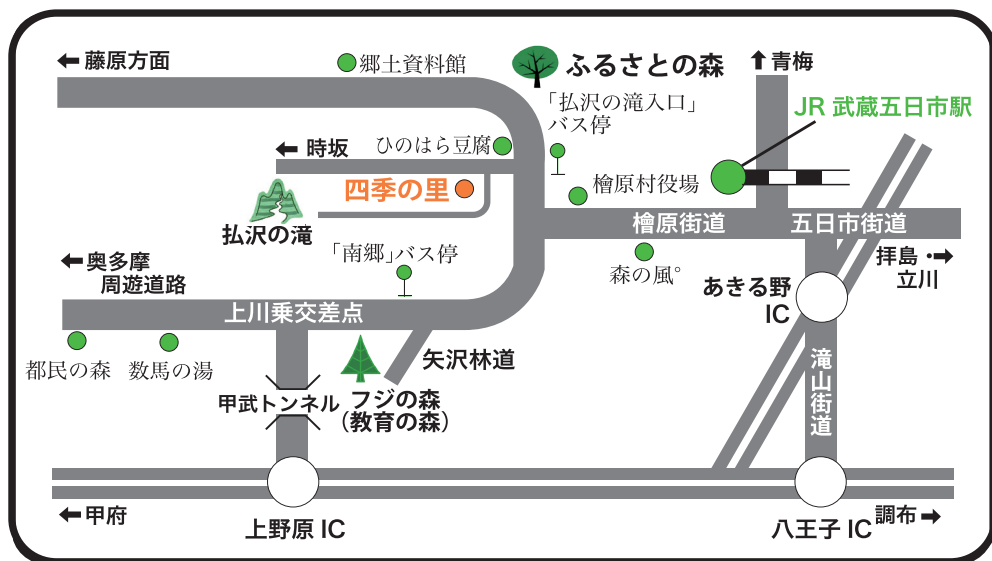 ← 藤原方面
郷土資料館
ふるさとの森
↑青梅
「払沢の滝入口」
バス停
JR 武蔵五日市駅
← 時坂
ひのはら豆腐
四季の里
檜原村役場
払沢の滝
檜原街道
五日市街道
「南郷」バス停
森の風°
拝島・→
立川
← 奥多摩
周遊道路
あきる野
IC
上川乗交差点
都民の森
数馬の湯
矢沢林道
滝山街道
甲武トンネル
フジの森
(教育の森)
←甲府
上野原 IC
八王子 IC
調布→